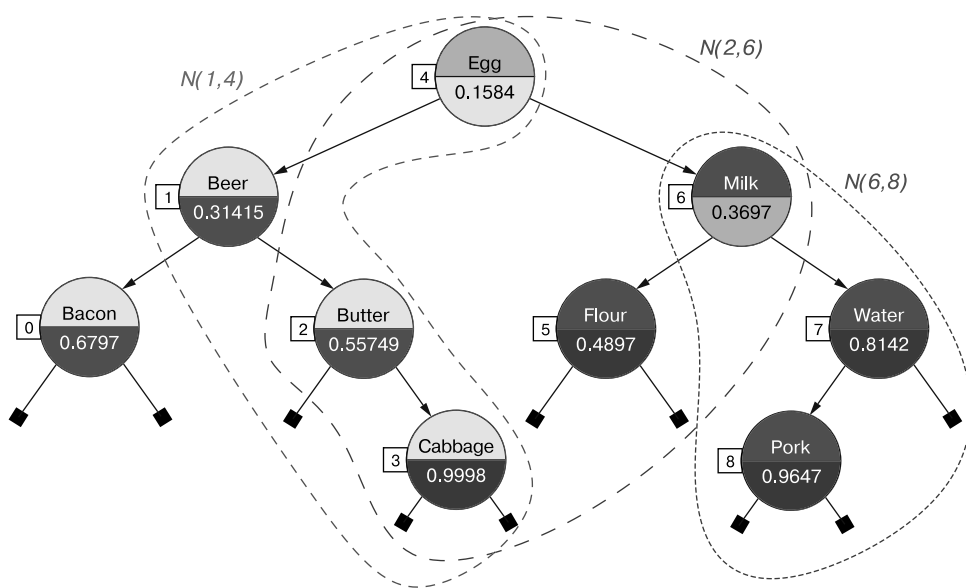 N(1,4)
N(2,6)
4
Egg
0.1584
1
Beer
0.31415
6
Milk
0.3697
N(6,8)
0
Bacon
0.6797
2
Butter
0.55749
5
Flour
0.4897
7
Water
0.8142
3
Cabbage
0.9998
8
Pork
0.9647